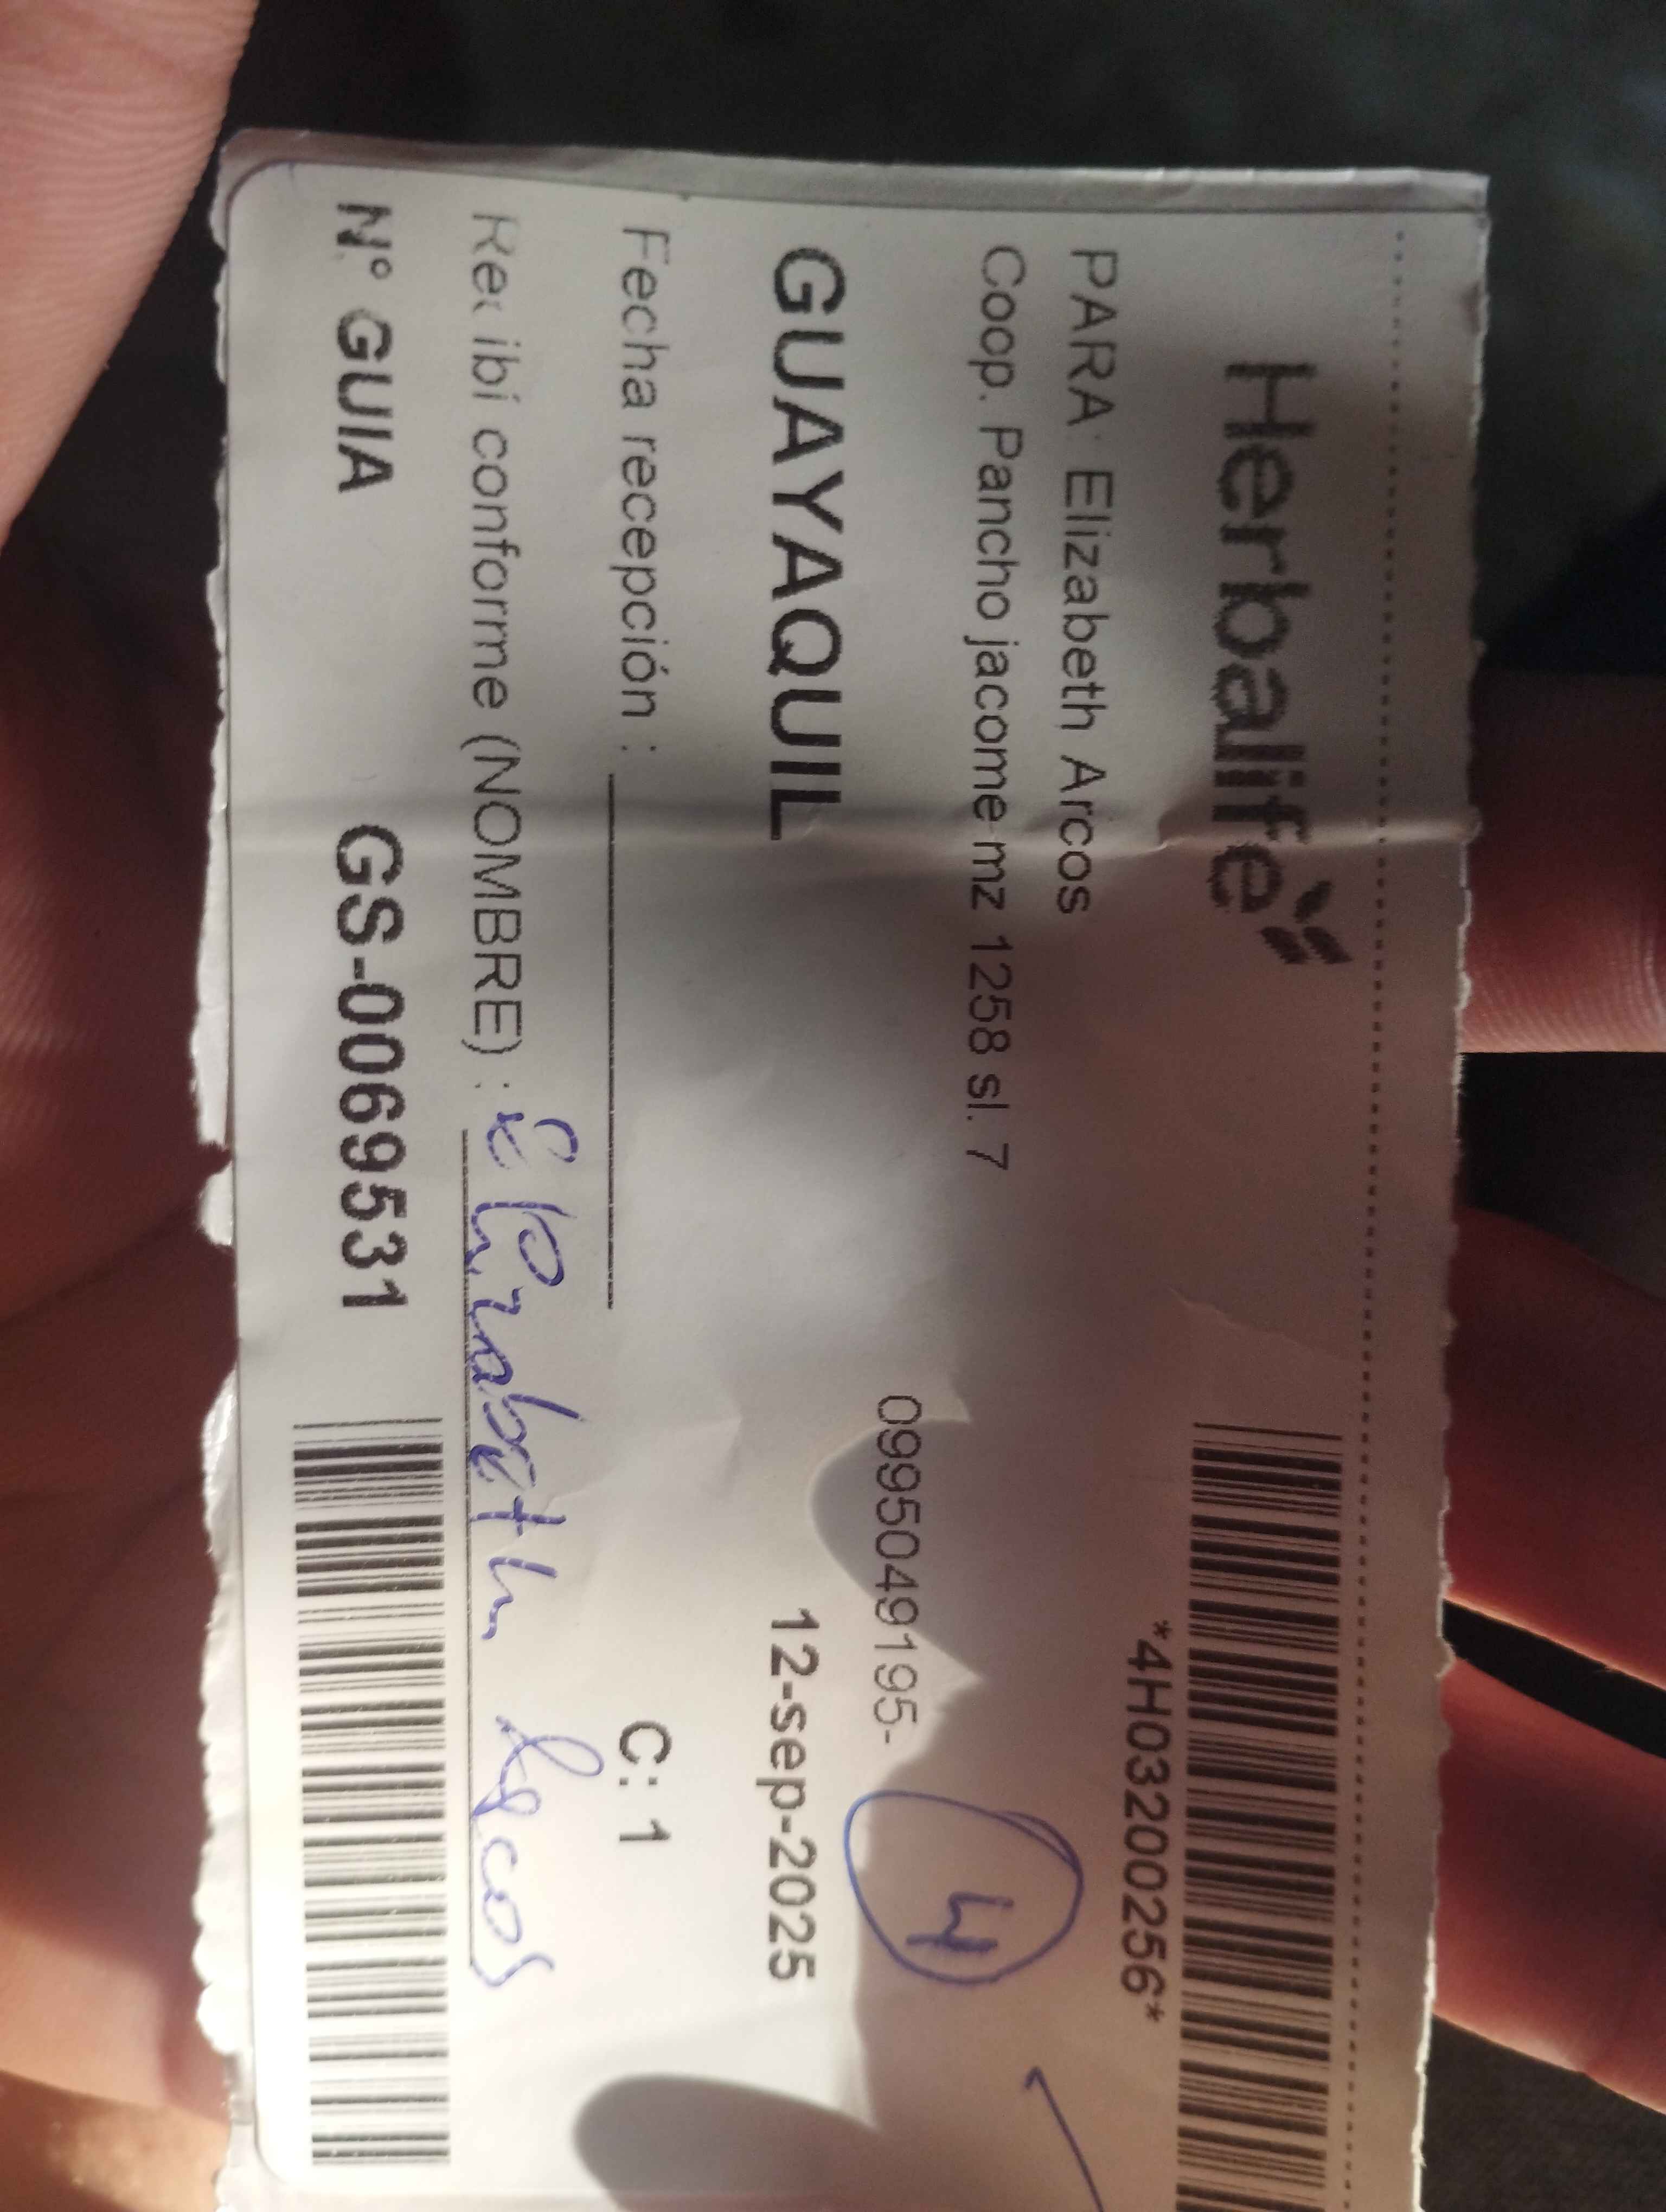 Herbalife
*4H03200256*
PARA: Elizabeth Arcos
Coop. Pancho jacome mz 1258 sl. 7
0995049195-
4
GUAYAQUIL 12-sep-2025
Fecha recepción : C: 1
Recibí conforme (NOMBRE) : Elizabeth Arcos
N° GUIA GS-0069531